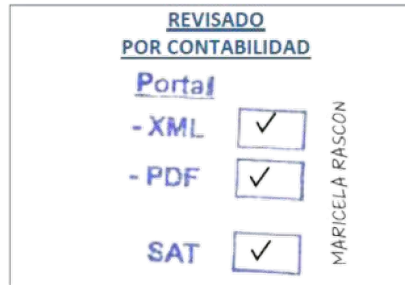 REVISADO
POR CONTABILIDAD
Portal
- XML ✓
- PDF ✓
SAT ✓
MARICELA RASCON